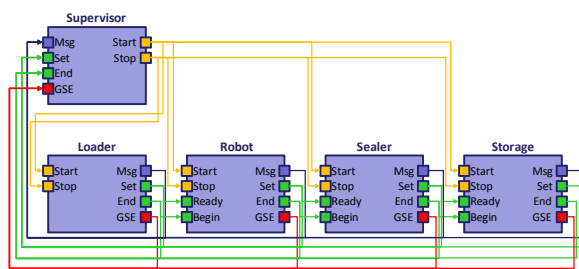 Supervisor
Msg Start
Set Stop
End
GSE
Loader Robot Sealer Storage
Start Msg Start Msg Start Msg Start Msg
Stop Set Stop Set Stop Set Stop Set
End Ready End Ready End Ready End
GSE Begin GSE Begin GSE Begin GSE